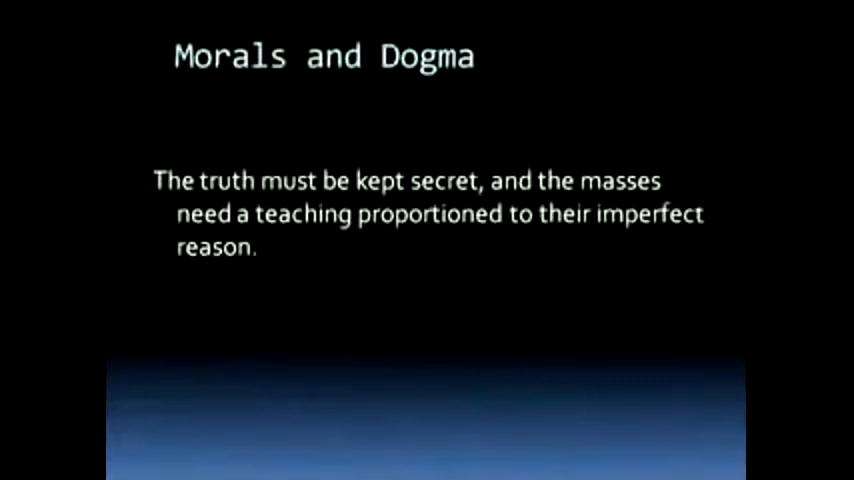 Morals and Dogma
The truth must be kept secret, and the masses
need a teaching proportioned to their imperfect
reason.